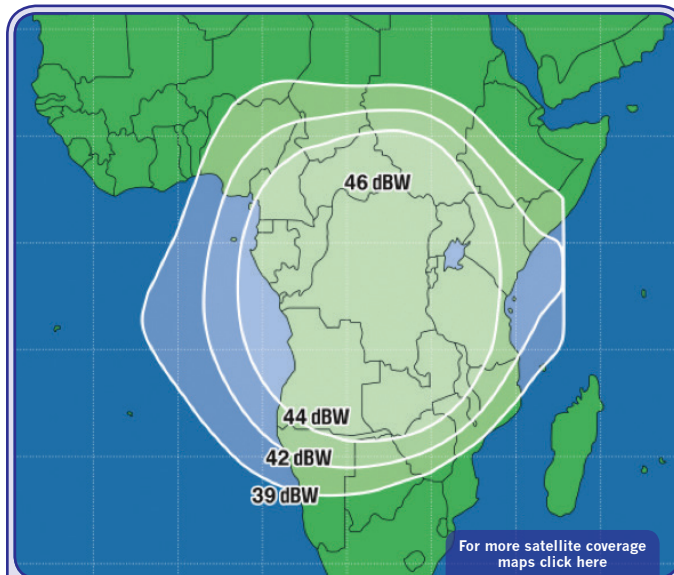 46 dBW
44 dBW
42 dBW
39 dBW
For more satellite coverage
maps click here